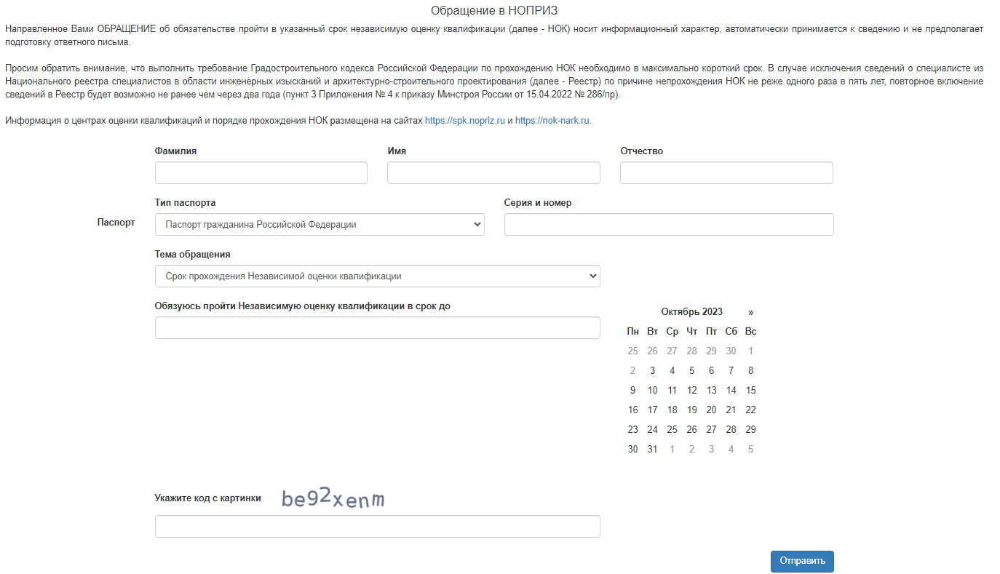 Обращение в НОПРИЗ
Направленное Вами ОБРАЩЕНИЕ об обязательстве пройти в указанный срок независимую оценку квалификации (далее - НОК) носит информационный характер, автоматически принимается к сведению и не предполагает
подготовку ответного письма.
Просим обратить внимание, что выполнить требование Градостроительного кодекса Российской Федерации по прохождению НОК необходимо в максимально короткий срок. В случае исключения сведений о специалисте из
Национального реестра специалистов в области инженерных изысканий и архитектурно-строительного проектирования (далее - Реестр) по причине непрохождения НОК не реже одного раза в пять лет, повторное включение
сведений в Реестр будет возможно не ранее чем через два года (пункт 3 Приложения № 4 к приказу Минстроя России от 15.04.2022 № 286/пр).
Информация о центрах оценки квалификаций и порядке прохождения НОК размещена на сайтах https://spk.nopriz.ru и https://nok-nark.ru.
Фамилия Имя Отчество
Тип паспорта Серия и номер
Паспорт Паспорт гражданина Российской Федерации
Тема обращения
Срок прохождения Независимой оценки квалификации
Обязуюсь пройти Независимую оценку квалификации в срок до
Октябрь 2023 »
Пн Вт Ср Чт Пт Сб Вс
25 26 27 28 29 30 1
2 3 4 5 6 7 8
9 10 11 12 13 14 15
16 17 18 19 20 21 22
23 24 25 26 27 28 29
30 31 1 2 3 4 5
Укажите код с картинки be92xenm
Отправить